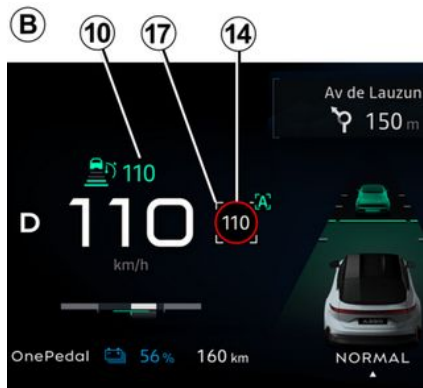 B
10
17
14
Av de Lauzun
150 m
110
A
D
110
110
km/h
OnePedal
56 %
160 km
NORMAL